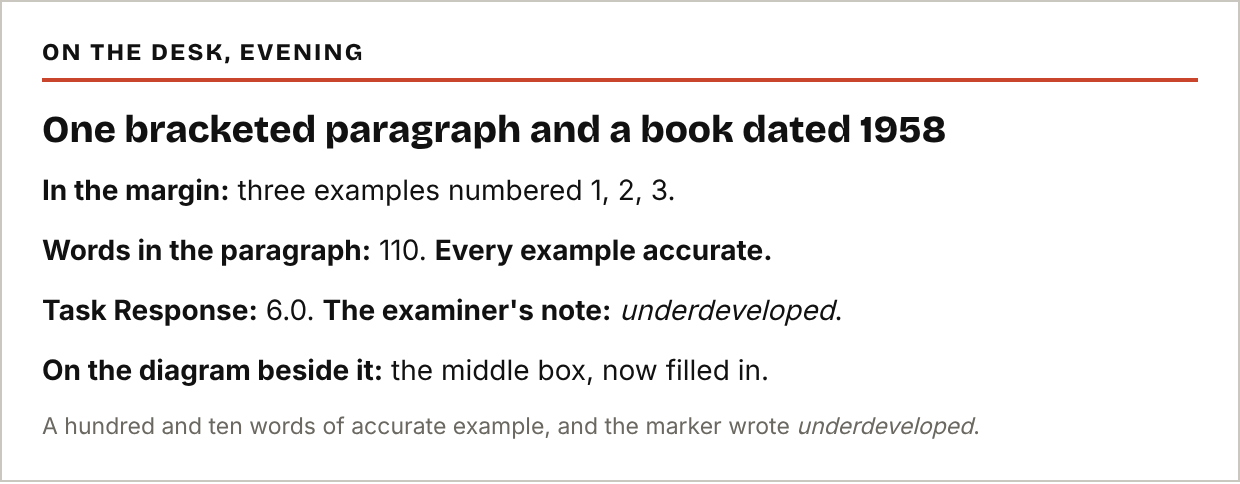 ON THE DESK, EVENING
One bracketed paragraph and a book dated 1958
In the margin: three examples numbered 1, 2, 3.
Words in the paragraph: 110. Every example accurate.
Task Response: 6.0. The examiner's note: underdeveloped.
On the diagram beside it: the middle box, now filled in.
A hundred and ten words of accurate example, and the marker wrote underdeveloped.